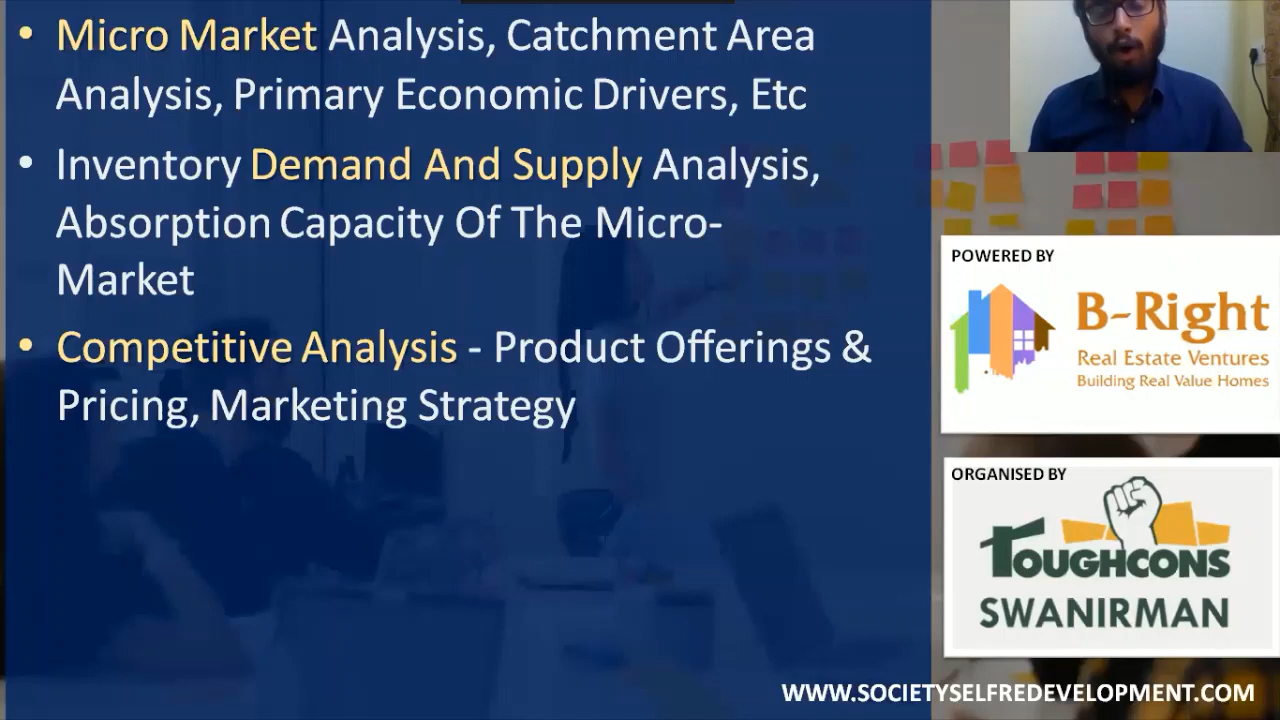 • Micro Market Analysis, Catchment Area
Analysis, Primary Economic Drivers, Etc
• Inventory Demand And Supply Analysis,
Absorption Capacity Of The Micro-
Market
• Competitive Analysis - Product Offerings &
Pricing, Marketing Strategy
POWERED BY
B-Right
Real Estate Ventures
Building Real Value Homes
ORGANISED BY
TOUGHCONS
SWANIRMAN
WWW.SOCIETYSELFREDEVELOPMENT.COM